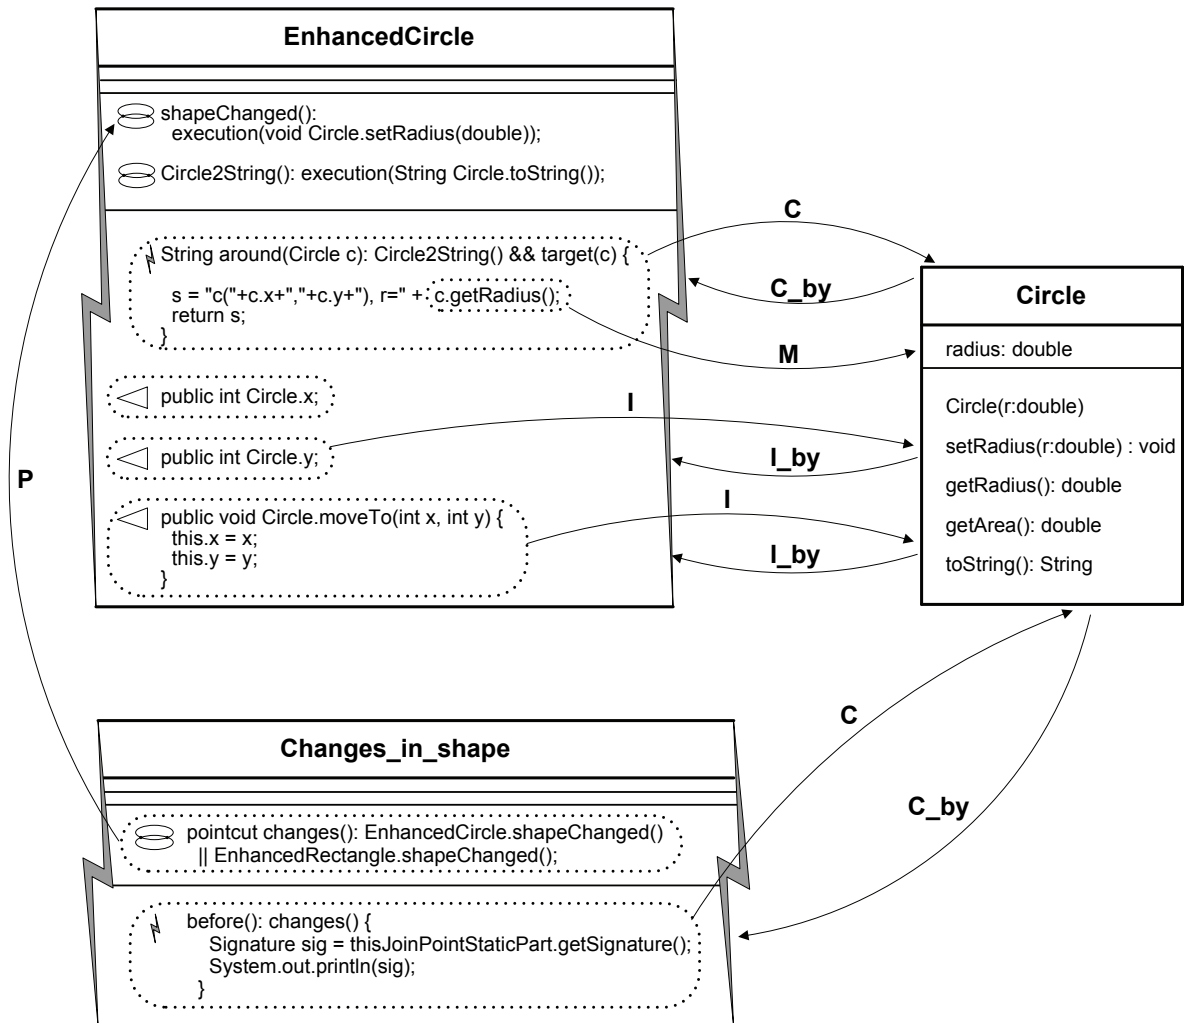 EnhancedCircle
shapeChanged():
execution(void Circle.setRadius(double));
Circle2String(): execution(String Circle.toString());
String around(Circle c): Circle2String() && target(c) {
s = "c("+c.x+","+c.y+"), r=" + c.getRadius();
return s;
}
public int Circle.x;
public int Circle.y;
public void Circle.moveTo(int x, int y) {
this.x = x;
this.y = y;
}
P
C
C_by
M
I
I_by
I
I_by
Circle
radius: double
Circle(r:double)
setRadius(r:double) : void
getRadius(): double
getArea(): double
toString(): String
C
C_by
Changes_in_shape
pointcut changes(): EnhancedCircle.shapeChanged()
|| EnhancedRectangle.shapeChanged();
before(): changes() {
Signature sig = thisJoinPointStaticPart.getSignature();
System.out.println(sig);
}